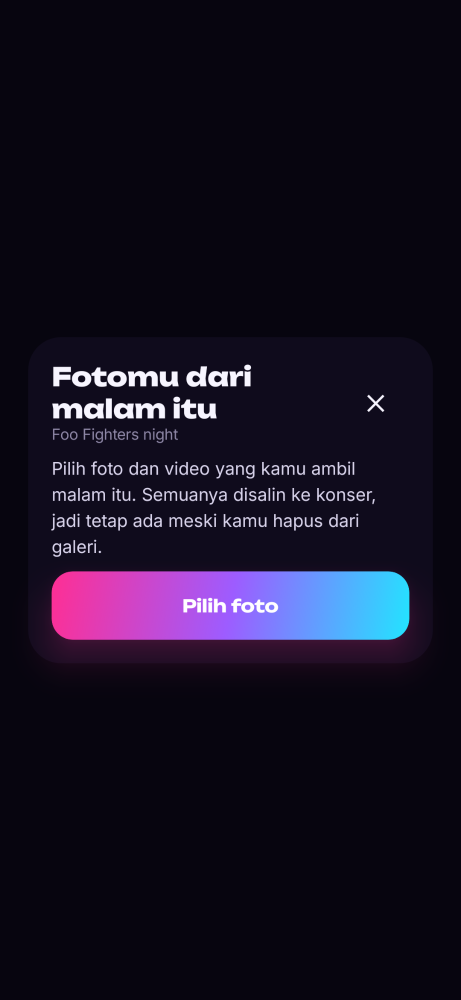 Fotomu dari
malam itu
Foo Fighters night
Pilih foto dan video yang kamu ambil
malam itu. Semuanya disalin ke konser,
jadi tetap ada meski kamu hapus dari
galeri.
Pilih foto